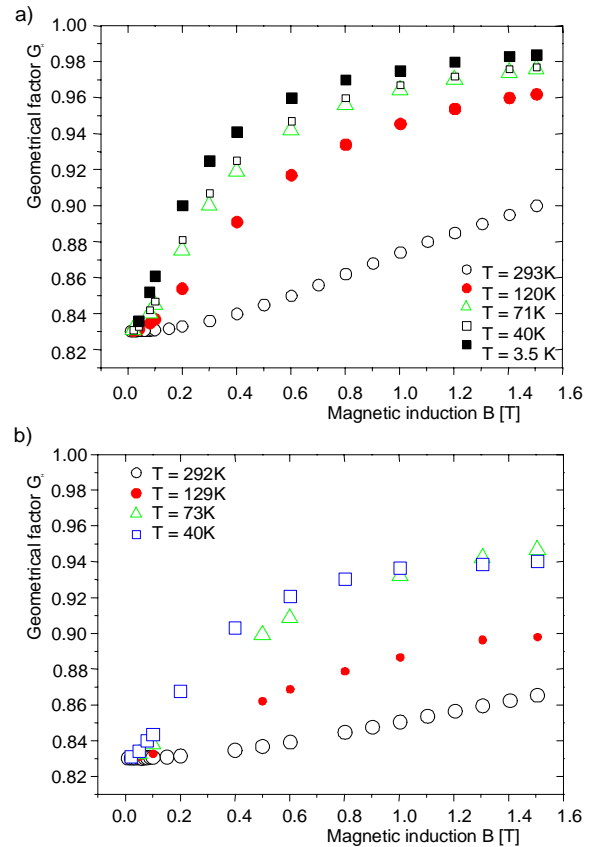 a)
Geometrical factor G_H
1.00
0.98
0.96
0.94
0.92
0.90
0.88
0.86
0.84
0.82
T = 293K
T = 120K
T = 71K
T = 40K
T = 3.5 K
0.0 0.2 0.4 0.6 0.8 1.0 1.2 1.4 1.6
Magnetic induction B [T]
b)
Geometrical factor G_H
1.00
0.98
0.96
0.94
0.92
0.90
0.88
0.86
0.84
0.82
T = 292K
T = 129K
T = 73K
T = 40K
0.0 0.2 0.4 0.6 0.8 1.0 1.2 1.4 1.6
Magnetic induction B [T]